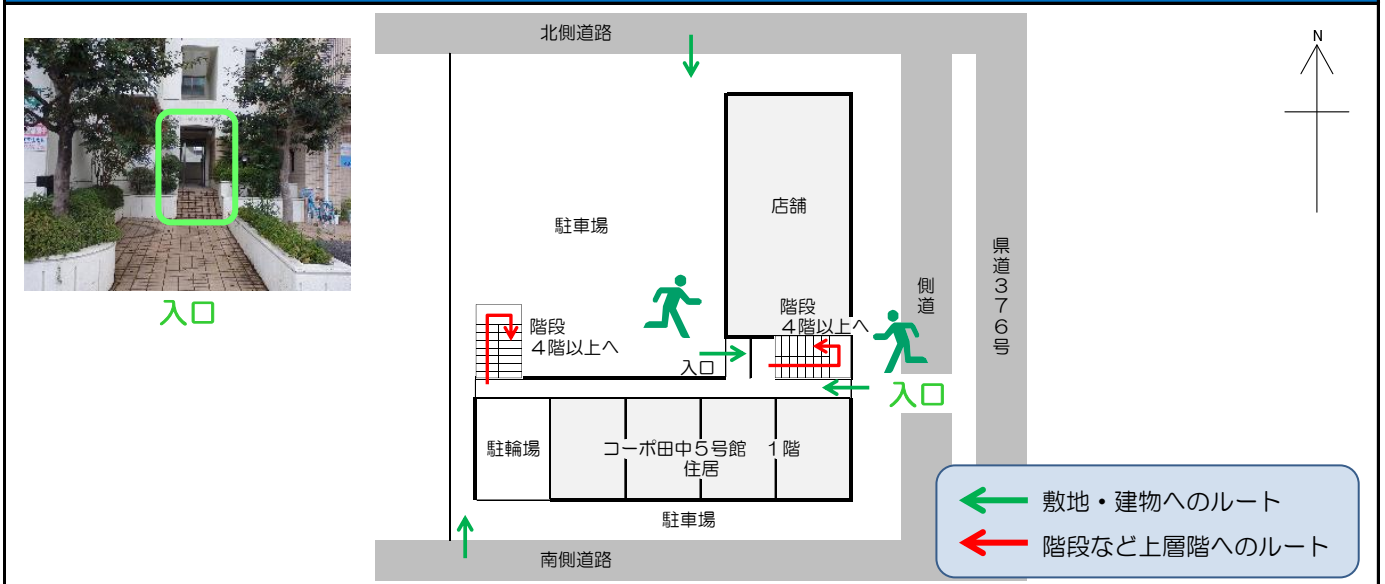 北側道路
N
店舗
駐車場
県道376号
側道
階段
4階以上へ
階段
4階以上へ
入口
入口
入口
駐輪場
コーポ田中5号館 1階
住居
駐車場
南側道路
敷地・建物へのルート
階段など上層階へのルート